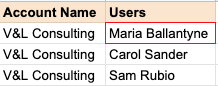 Account Name Users
V&L Consulting Maria Ballantyne
V&L Consulting Carol Sander
V&L Consulting Sam Rubio